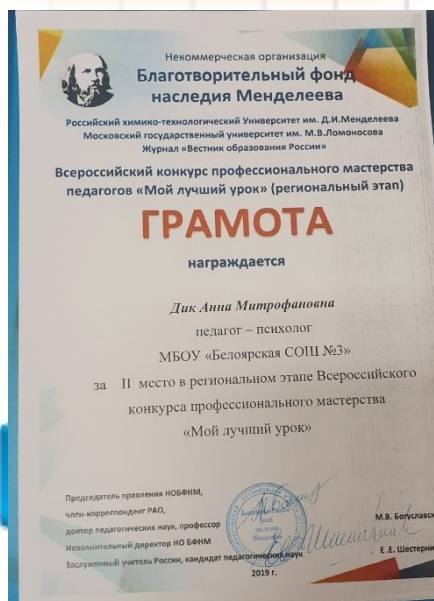 Некоммерческая организация
Благотворительный фонд
наследия Менделеева
Российский химико-технологический Университет им. Д.И.Менделеева
Московский государственный университет им. М.В.Ломоносова
Журнал «Вестник образования России»
Всероссийский конкурс профессионального мастерства
педагогов «Мой лучший урок» (региональный этап)
ГРАМОТА
награждается
Дик Анна Митрофановна
педагог – психолог
МБОУ «Белоярская СОШ №3»
за II место в региональном этапе Всероссийского
конкурса профессионального мастерства
«Мой лучший урок»
Председатель правления НОБФНМ,
член-корреспондент РАО,
доктор педагогических наук, профессор
М.В. Богуславск
Исполнительный директор НО БФНМ
Заслуженный учитель России, кандидат педагогических наук
Е.Е. Шестерни
2019 г.